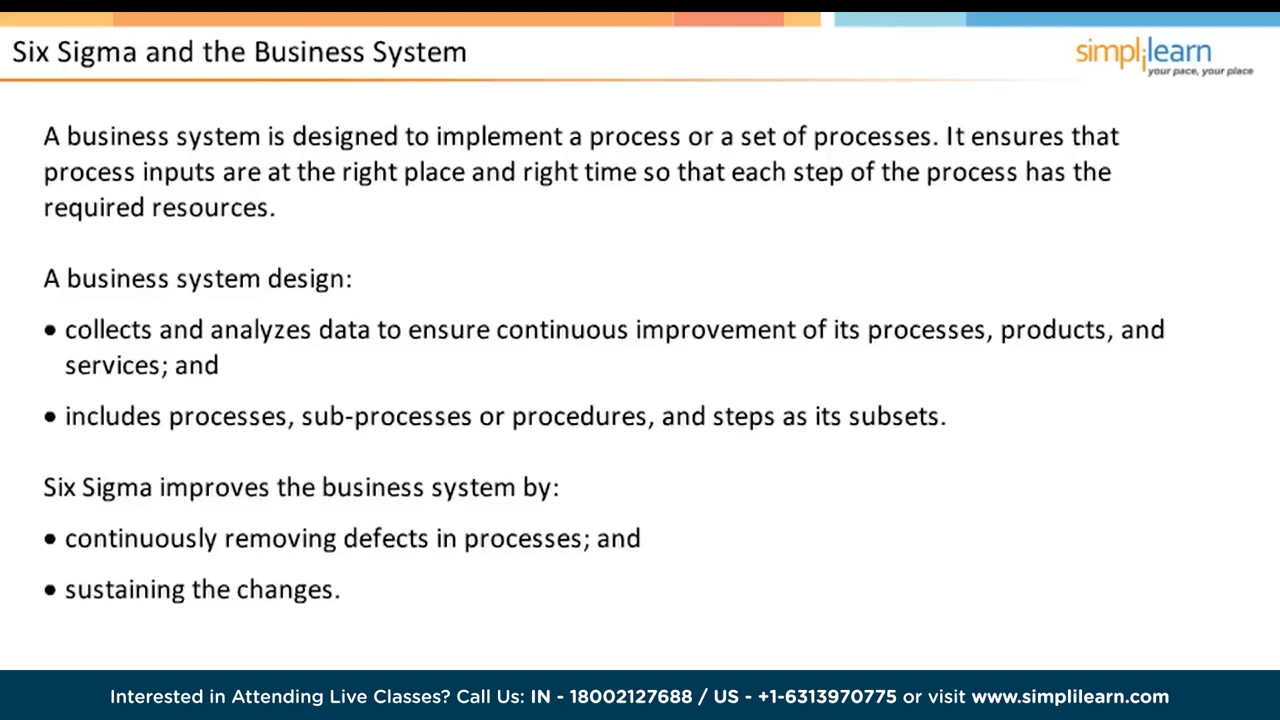 Six Sigma and the Business System
simplilearn
your pace, your place
A business system is designed to implement a process or a set of processes. It ensures that
process inputs are at the right place and right time so that each step of the process has the
required resources.
A business system design:
• collects and analyzes data to ensure continuous improvement of its processes, products, and
services; and
• includes processes, sub-processes or procedures, and steps as its subsets.
Six Sigma improves the business system by:
• continuously removing defects in processes; and
• sustaining the changes.
Interested in Attending Live Classes? Call Us: IN - 18002127688 / US - +1-6313970775 or visit www.simplilearn.com